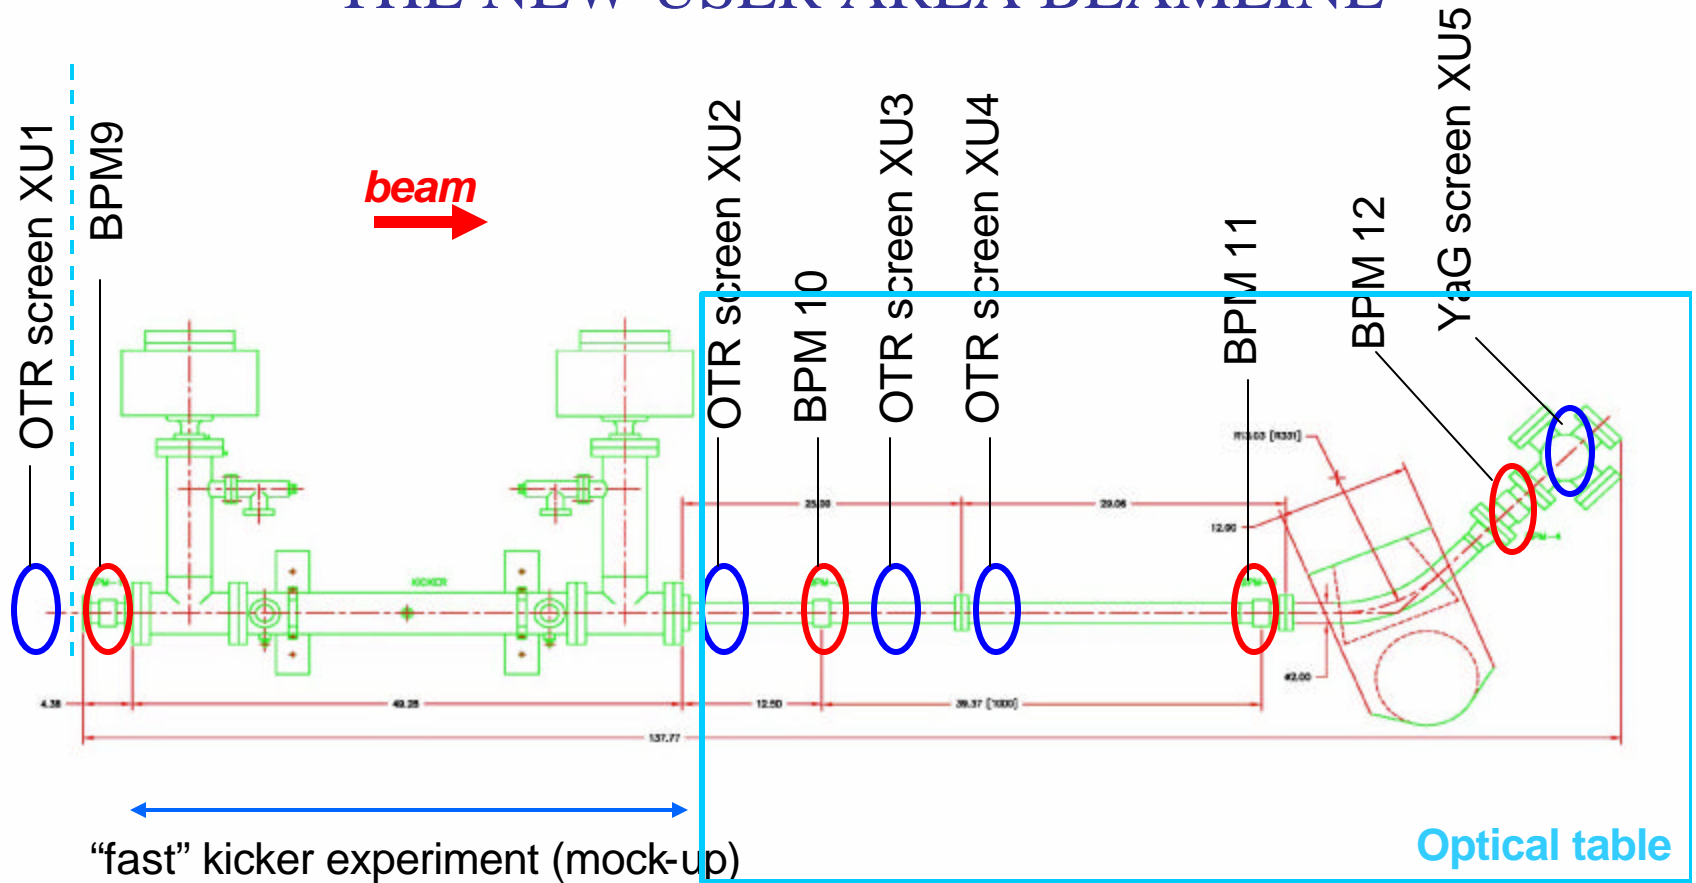 THE NEW USER AREA BEAMLINE
OTR screen XU1
BPM9
beam
OTR screen XU2
BPM 10
OTR screen XU3
OTR screen XU4
BPM 11
BPM 12
YaG screen XU5
KICKER
29.06
12.00
42.00
4.38
49.25
12.50
39.37 [1000]
137.77
"fast" kicker experiment (mock-up)
Optical table